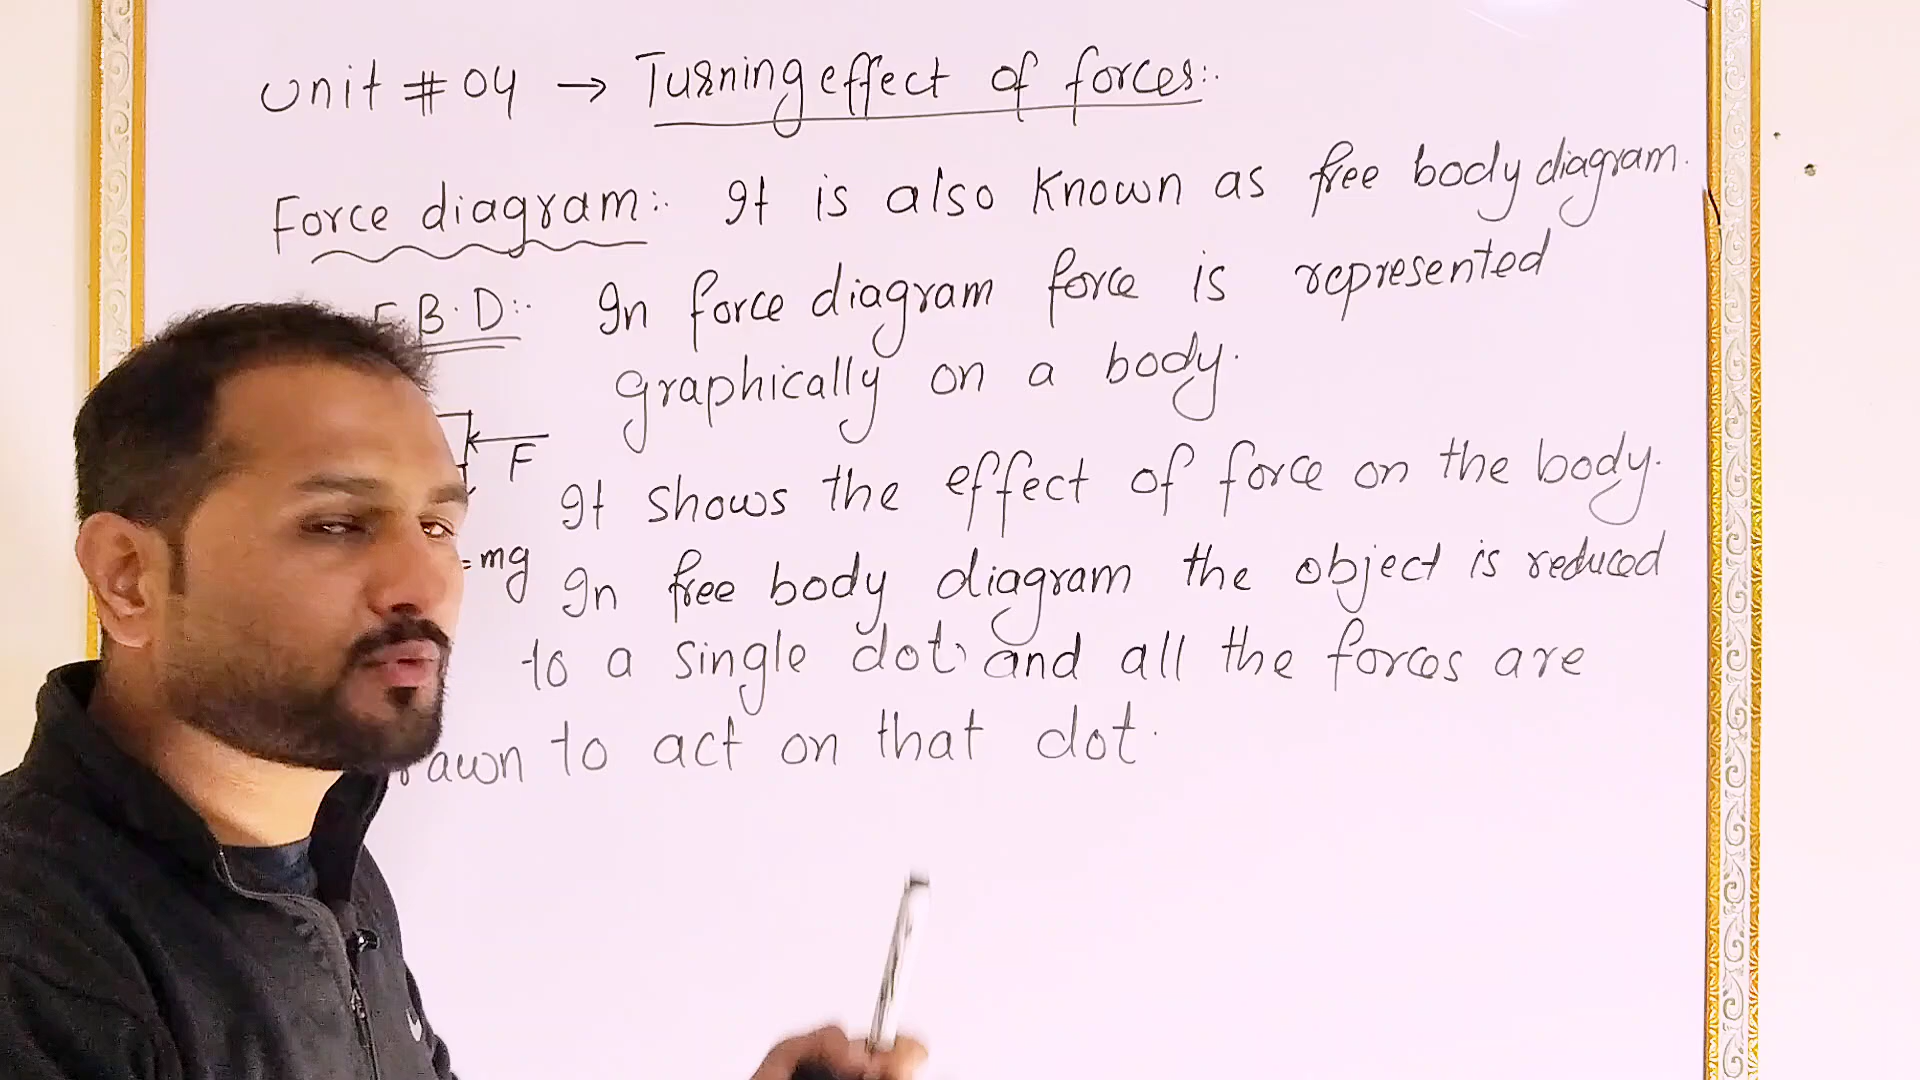 Unit # 04 → Turning effect of forces:.
Force diagram:. It is also known as free body diagram.
F.B.D:. In force diagram force is represented
graphically on a body.
F
It shows the effect of force on the body.
=mg
In free body diagram the object is reduced
to a single dot and all the forces are
rawn to act on that dot.